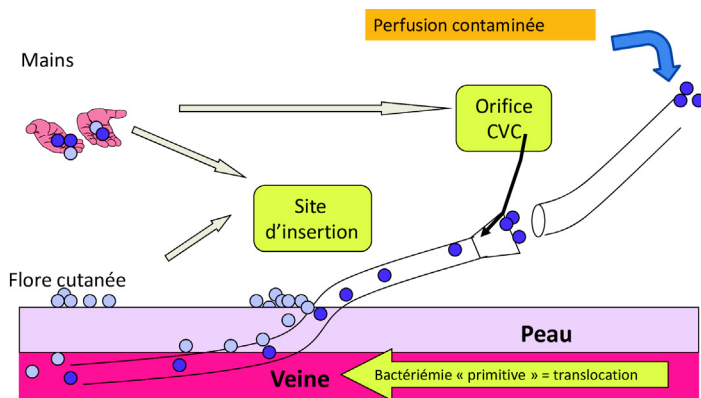 Perfusion contaminée
Mains
Orifice
CVC
Site
d'insertion
Flore cutanée
Peau
Veine
Bactériémie « primitive » = translocation